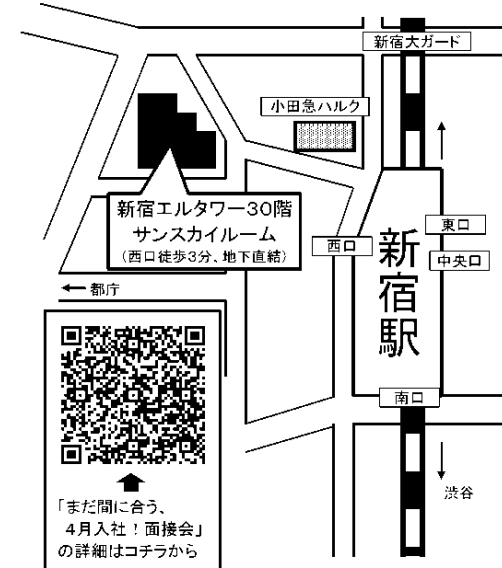 新宿大ガード
小田急ハルク
新宿エルタワー30階
サンスカイルーム
(西口徒歩3分、地下直結)
西口
新宿駅
東口
中央口
←都庁
南口
渋谷
「まだ間に合う、
4月入社!面接会」
の詳細はコチラから